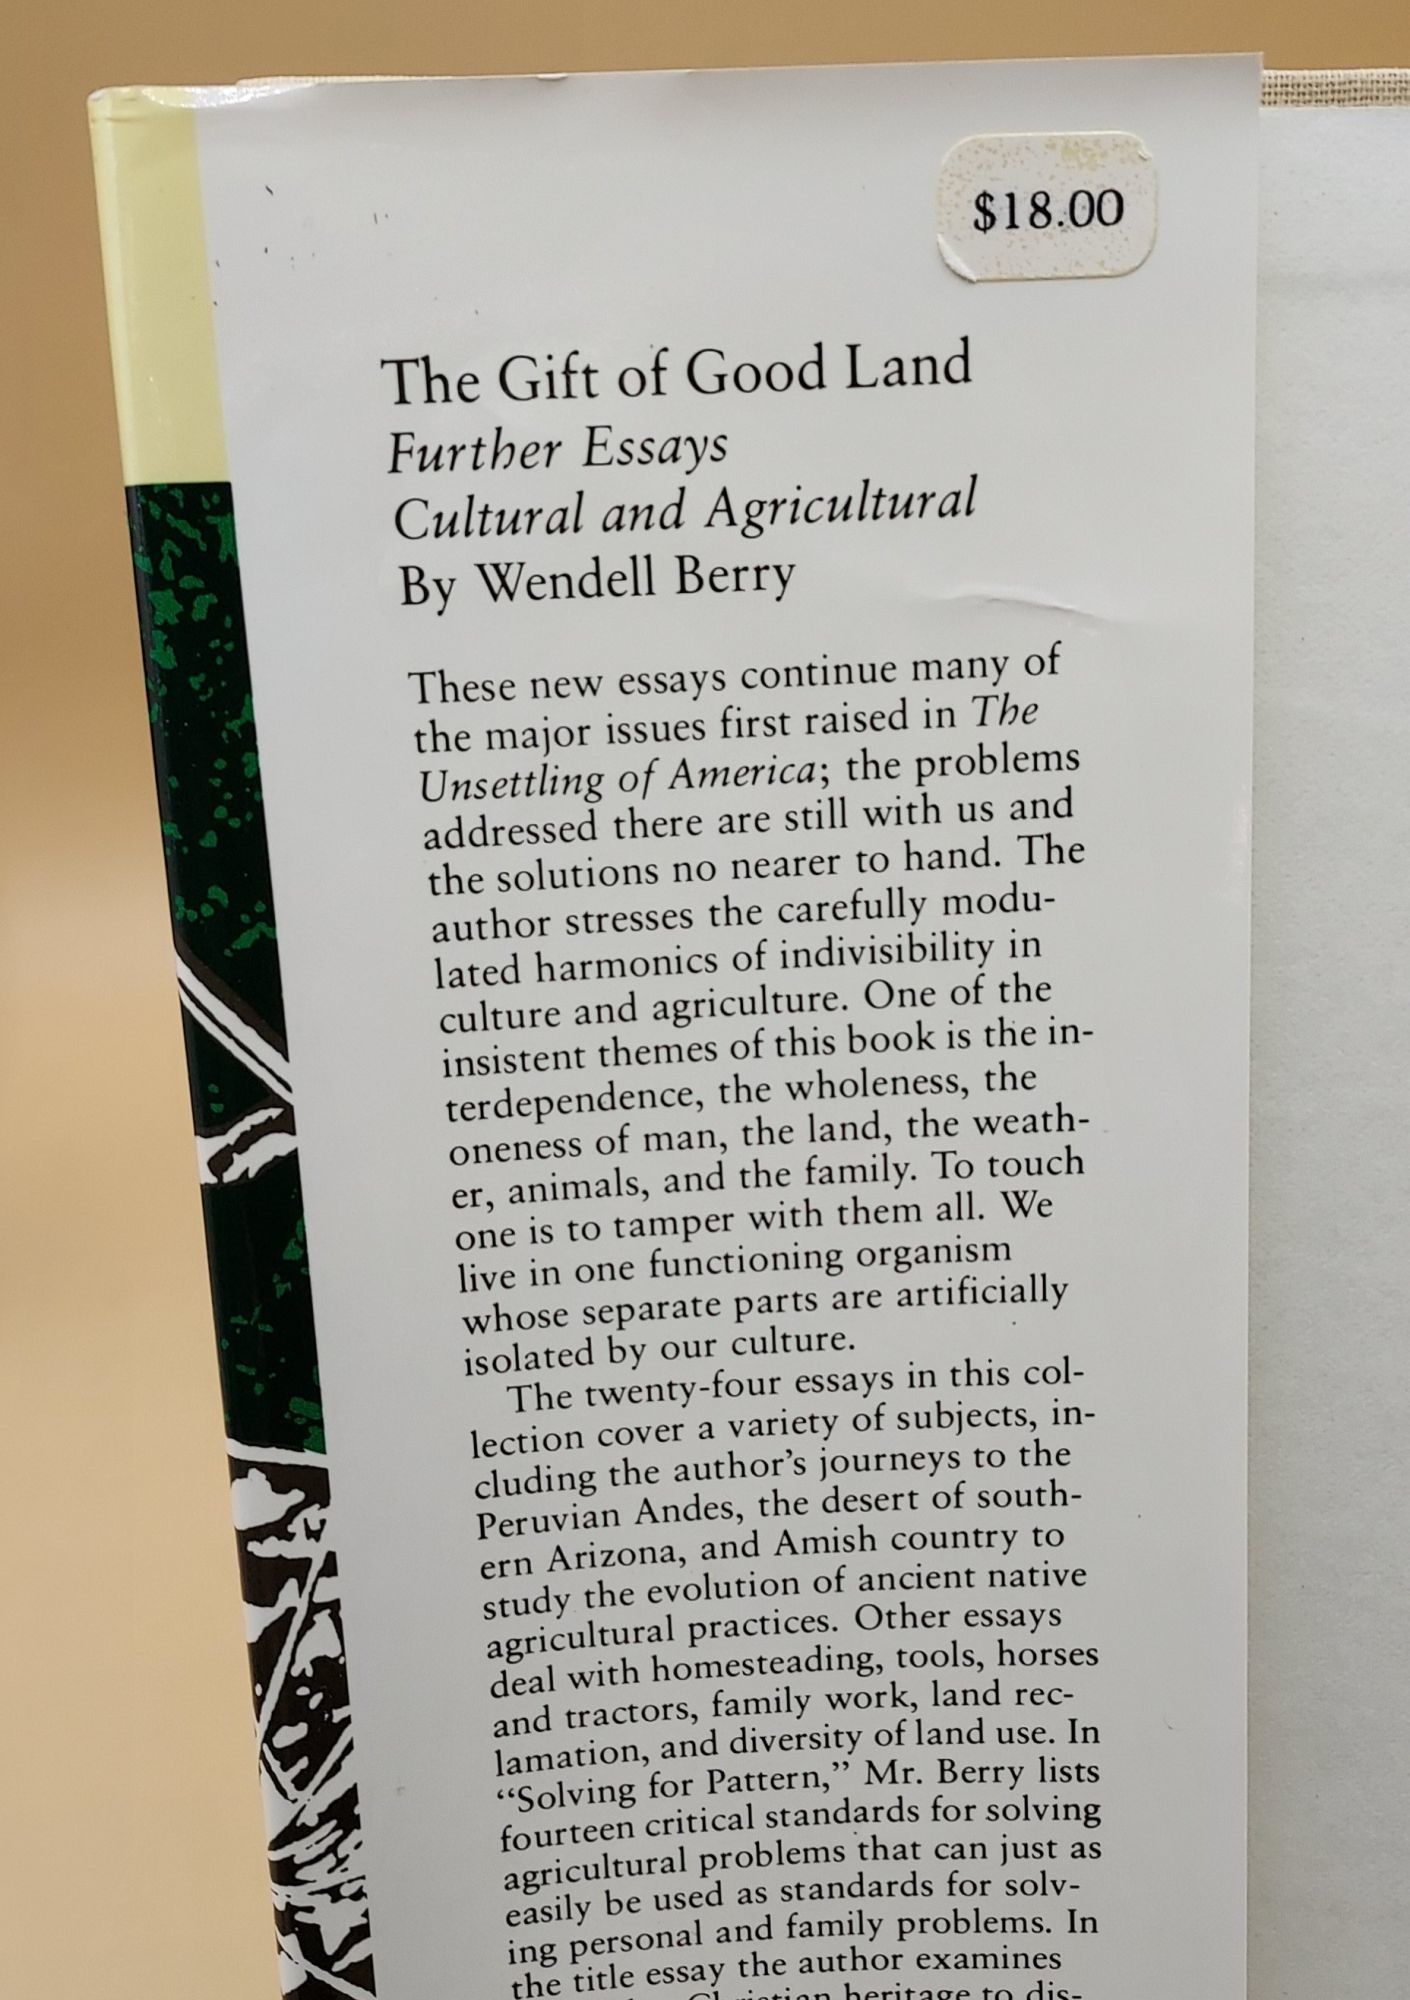 $18.00
The Gift of Good Land
Further Essays
Cultural and Agricultural
By Wendell Berry
These new essays continue many of
the major issues first raised in The
Unsettling of America; the problems
addressed there are still with us and
the solutions no nearer to hand. The
author stresses the carefully modu-
lated harmonics of indivisibility in
culture and agriculture. One of the
insistent themes of this book is the in-
terdependence, the wholeness, the
oneness of man, the land, the weath-
er, animals, and the family. To touch
one is to tamper with them all. We
live in one functioning organism
whose separate parts are artificially
isolated by our culture.
The twenty-four essays in this col-
lection cover a variety of subjects, in-
cluding the author's journeys to the
Peruvian Andes, the desert of south-
ern Arizona, and Amish country to
study the evolution of ancient native
agricultural practices. Other essays
deal with homesteading, tools, horses
and tractors, family work, land rec-
lamation, and diversity of land use. In
“Solving for Pattern,” Mr. Berry lists
fourteen critical standards for solving
agricultural problems that can just as
easily be used as standards for solv-
ing personal and family problems. In
the title essay the author examines
Christian heritage to dis-